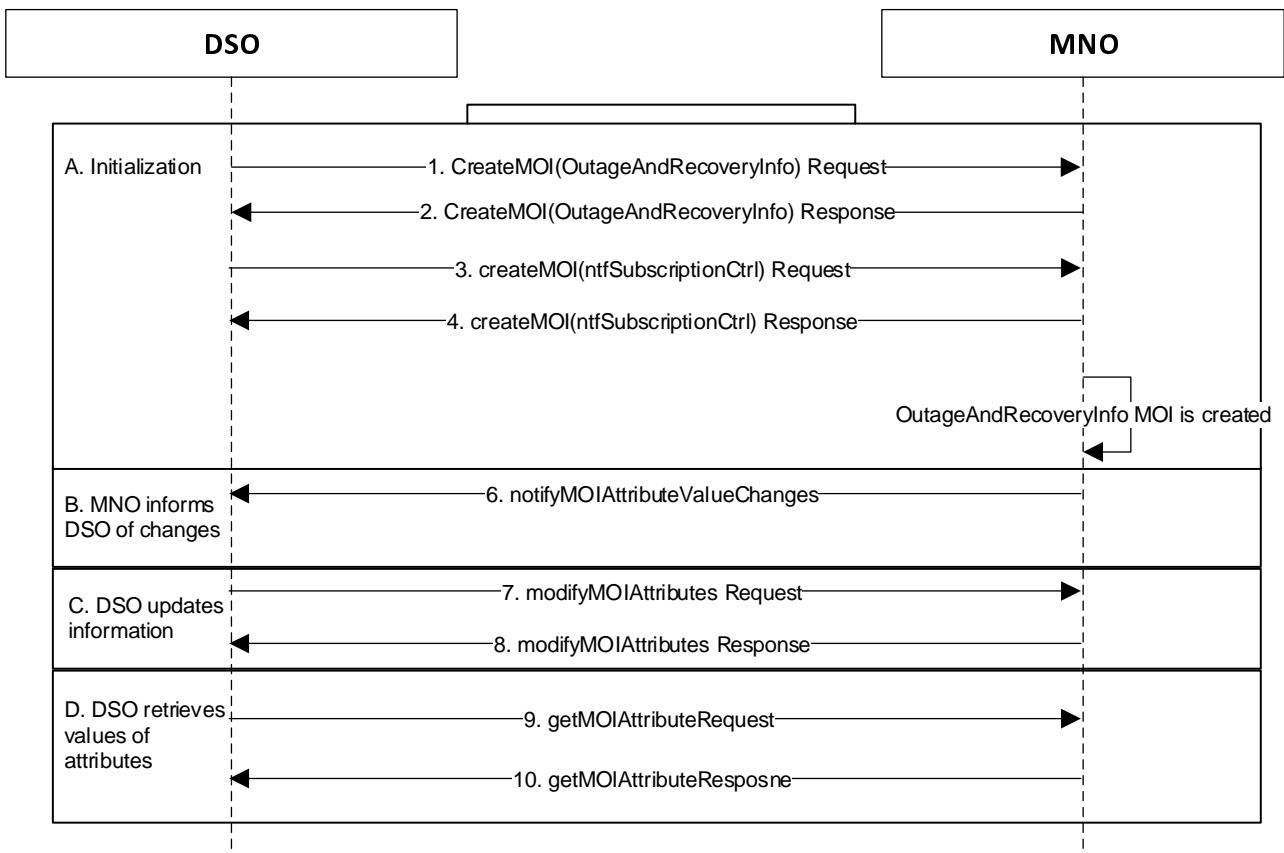 DSO
MNO
A. Initialization
1. CreateMOI(OutageAndRecoveryInfo) Request
2. CreateMOI(OutageAndRecoveryInfo) Response
3. createMOI(ntfSubscriptionCtrl) Request
4. createMOI(ntfSubscriptionCtrl) Response
OutageAndRecoveryInfo MOI is created
B. MNO informs
DSO of changes
6. notifyMOIAttributeValueChanges
C. DSO updates
information
7. modifyMOIAttributes Request
8. modifyMOIAttributes Response
D. DSO retrieves
values of
attributes
9. getMOIAttributeRequest
10. getMOIAttributeResposne